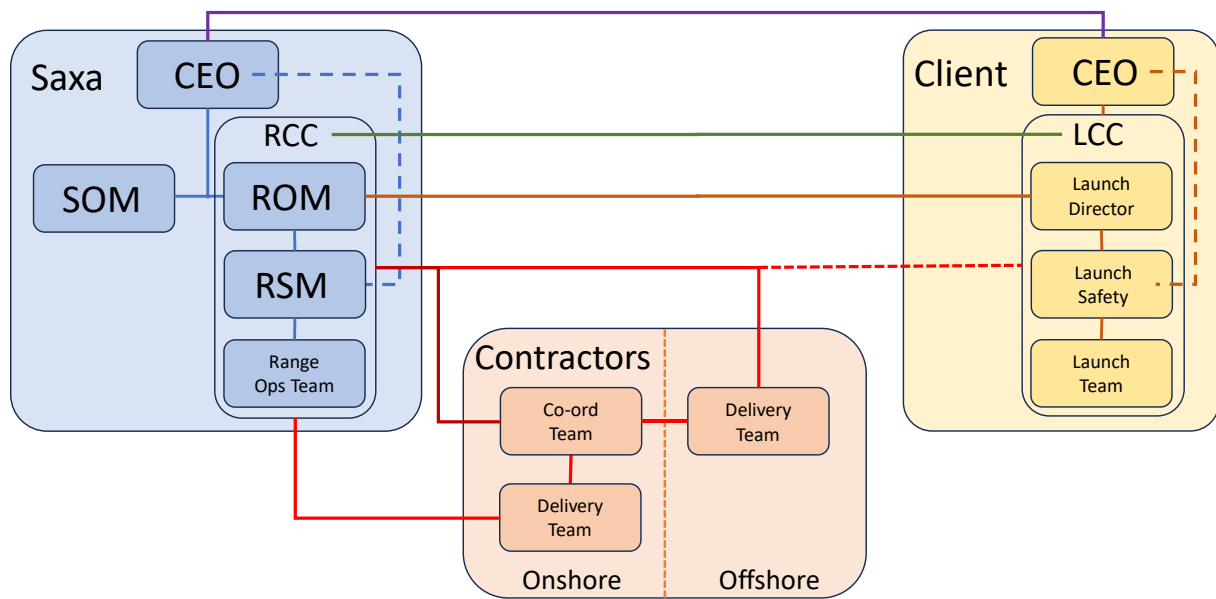 Saxa
CEO
SOM
RCC
ROM
RSM
Range
Ops Team
Contractors
Co-ord
Team
Delivery
Team
Delivery
Team
Onshore
Offshore
Client
CEO
LCC
Launch
Director
Launch
Safety
Launch
Team